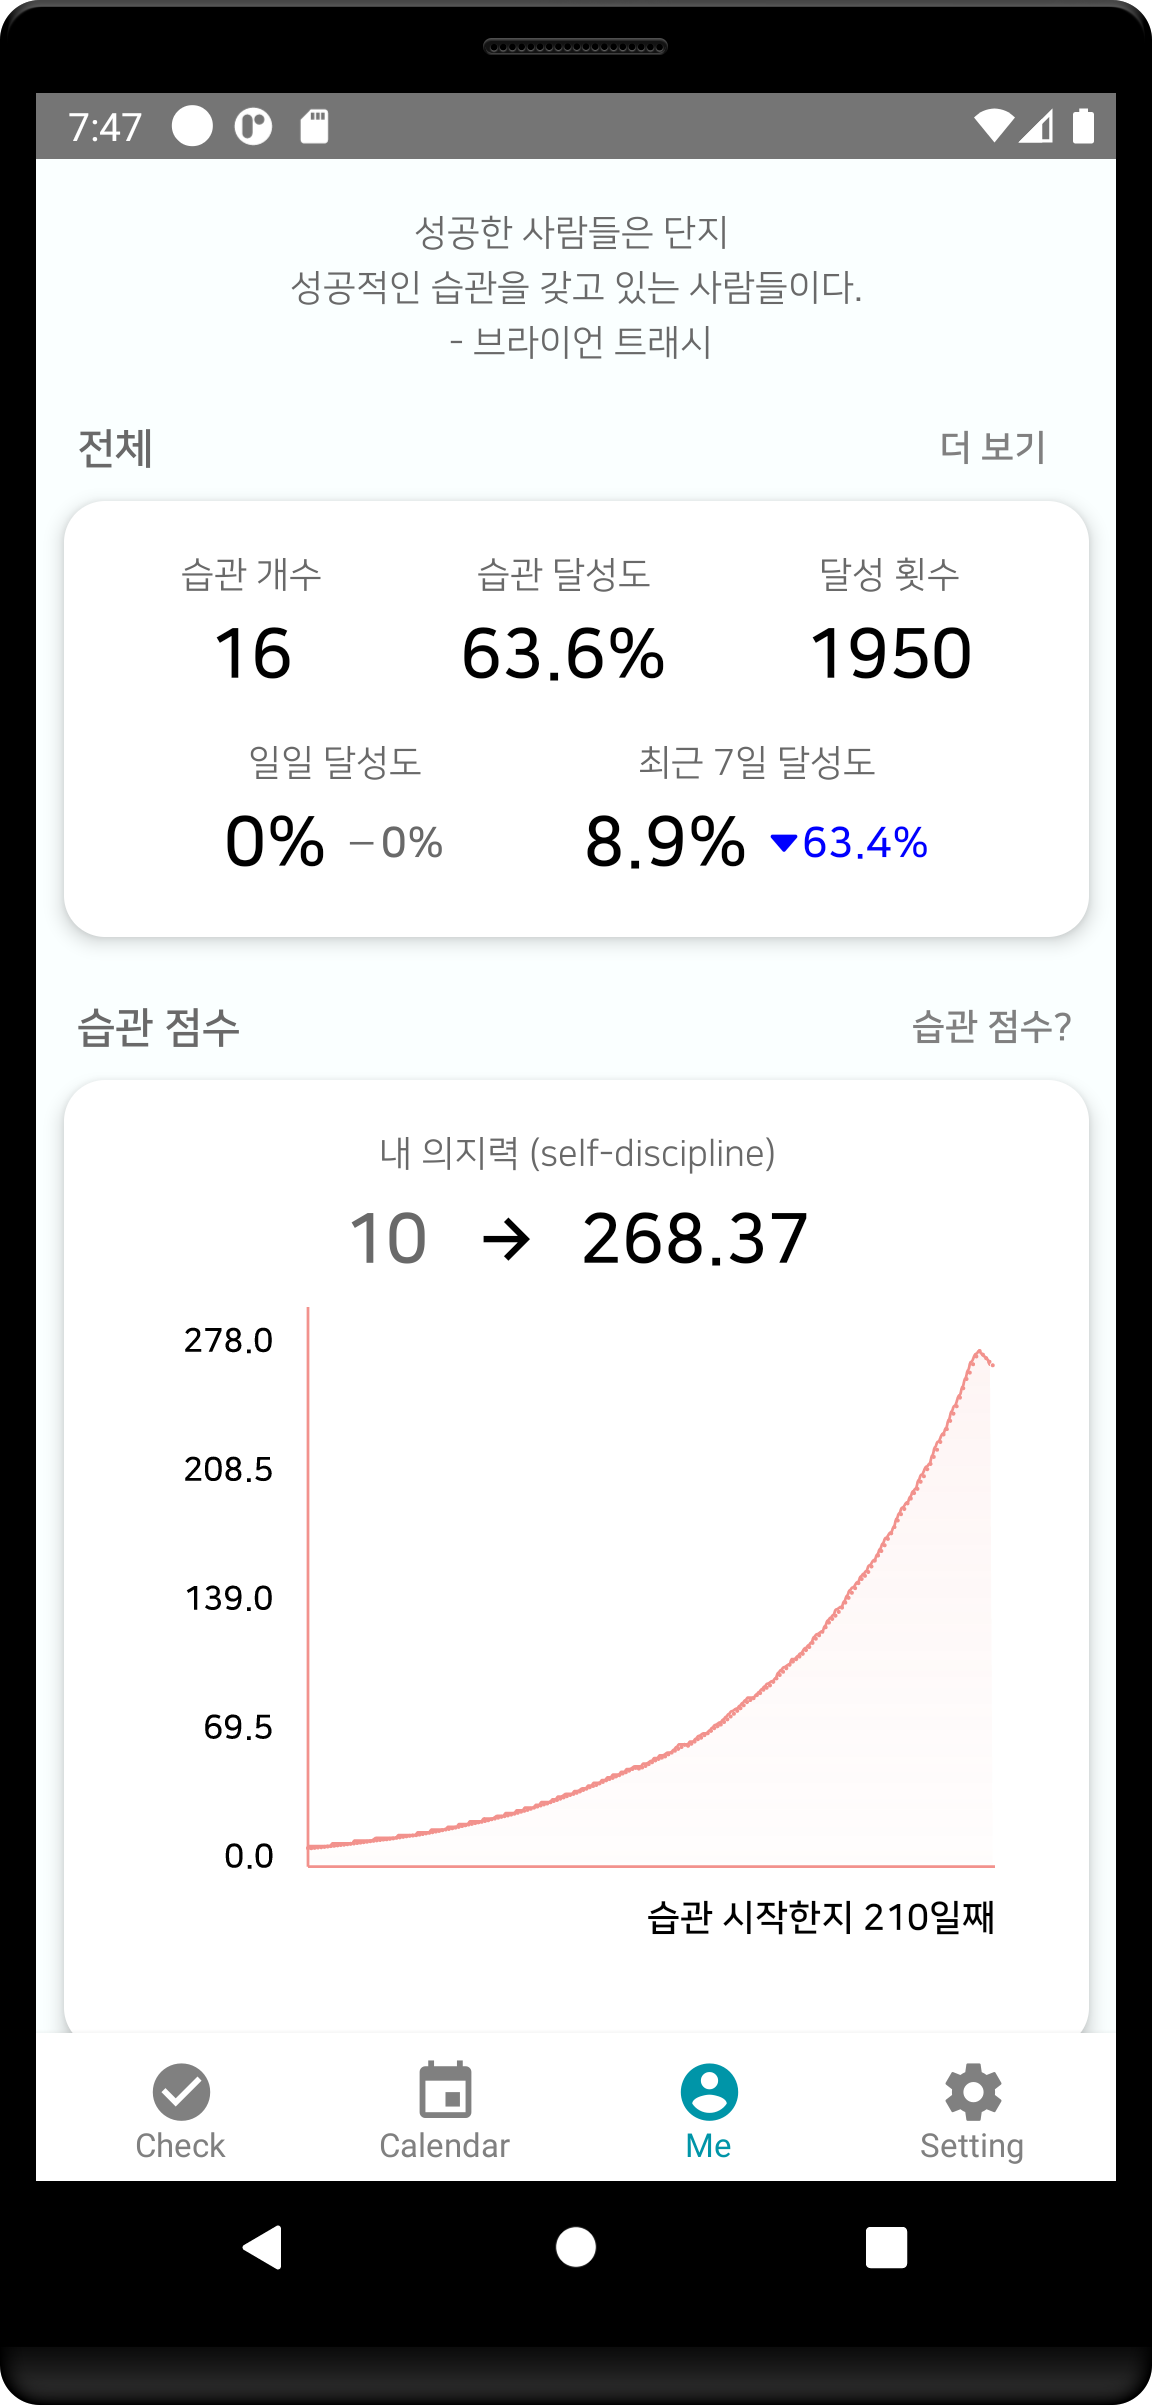 7:47
성공한 사람들은 단지
성공적인 습관을 갖고 있는 사람들이다.
- 브라이언 트래시
전체 더 보기
습관 개수 습관 달성도 달성 횟수
16 63.6% 1950
일일 달성도 최근 7일 달성도
0% －0% 8.9% ▼63.4%
습관 점수 습관 점수?
내 의지력 (self-discipline)
10 → 268.37
278.0
208.5
139.0
69.5
0.0
습관 시작한지 210일째
Check Calendar Me Setting